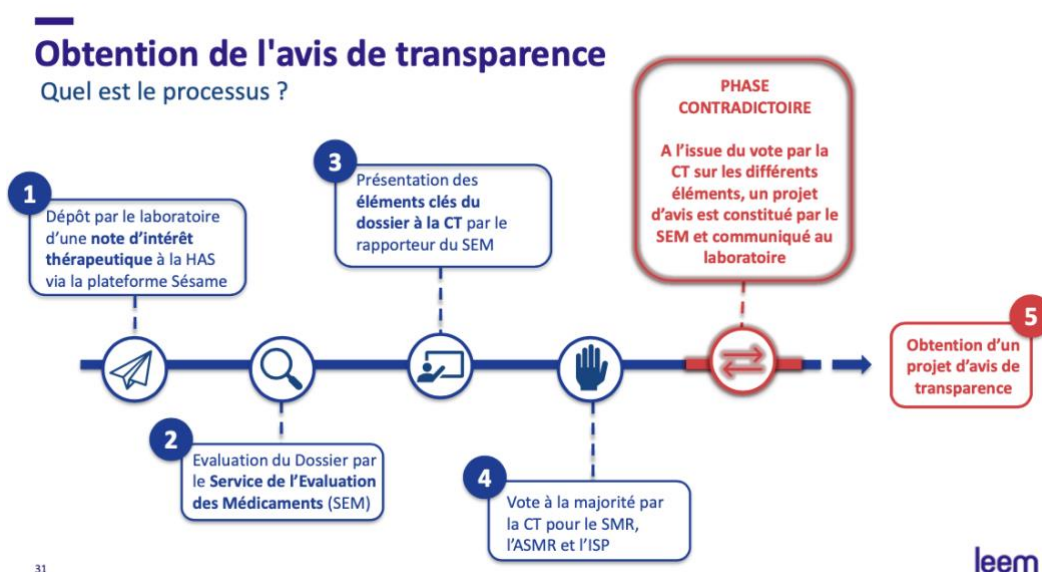 Obtention de l'avis de transparence
Quel est le processus ?
1
Dépôt par le laboratoire
d'une note d'intérêt
thérapeutique à la HAS
via la plateforme Sésame
2
Evaluation du Dossier par
le Service de l'Evaluation
des Médicaments (SEM)
3
Présentation des
éléments clés du
dossier à la CT par le
rapporteur du SEM
4
Vote à la majorité par
la CT pour le SMR,
l'ASMR et l'ISP
PHASE
CONTRADICTOIRE
A l'issue du vote par la
CT sur les différents
éléments, un projet
d'avis est constitué par le
SEM et communiqué au
laboratoire
5
Obtention d'un
projet d'avis de
transparence
31
leem